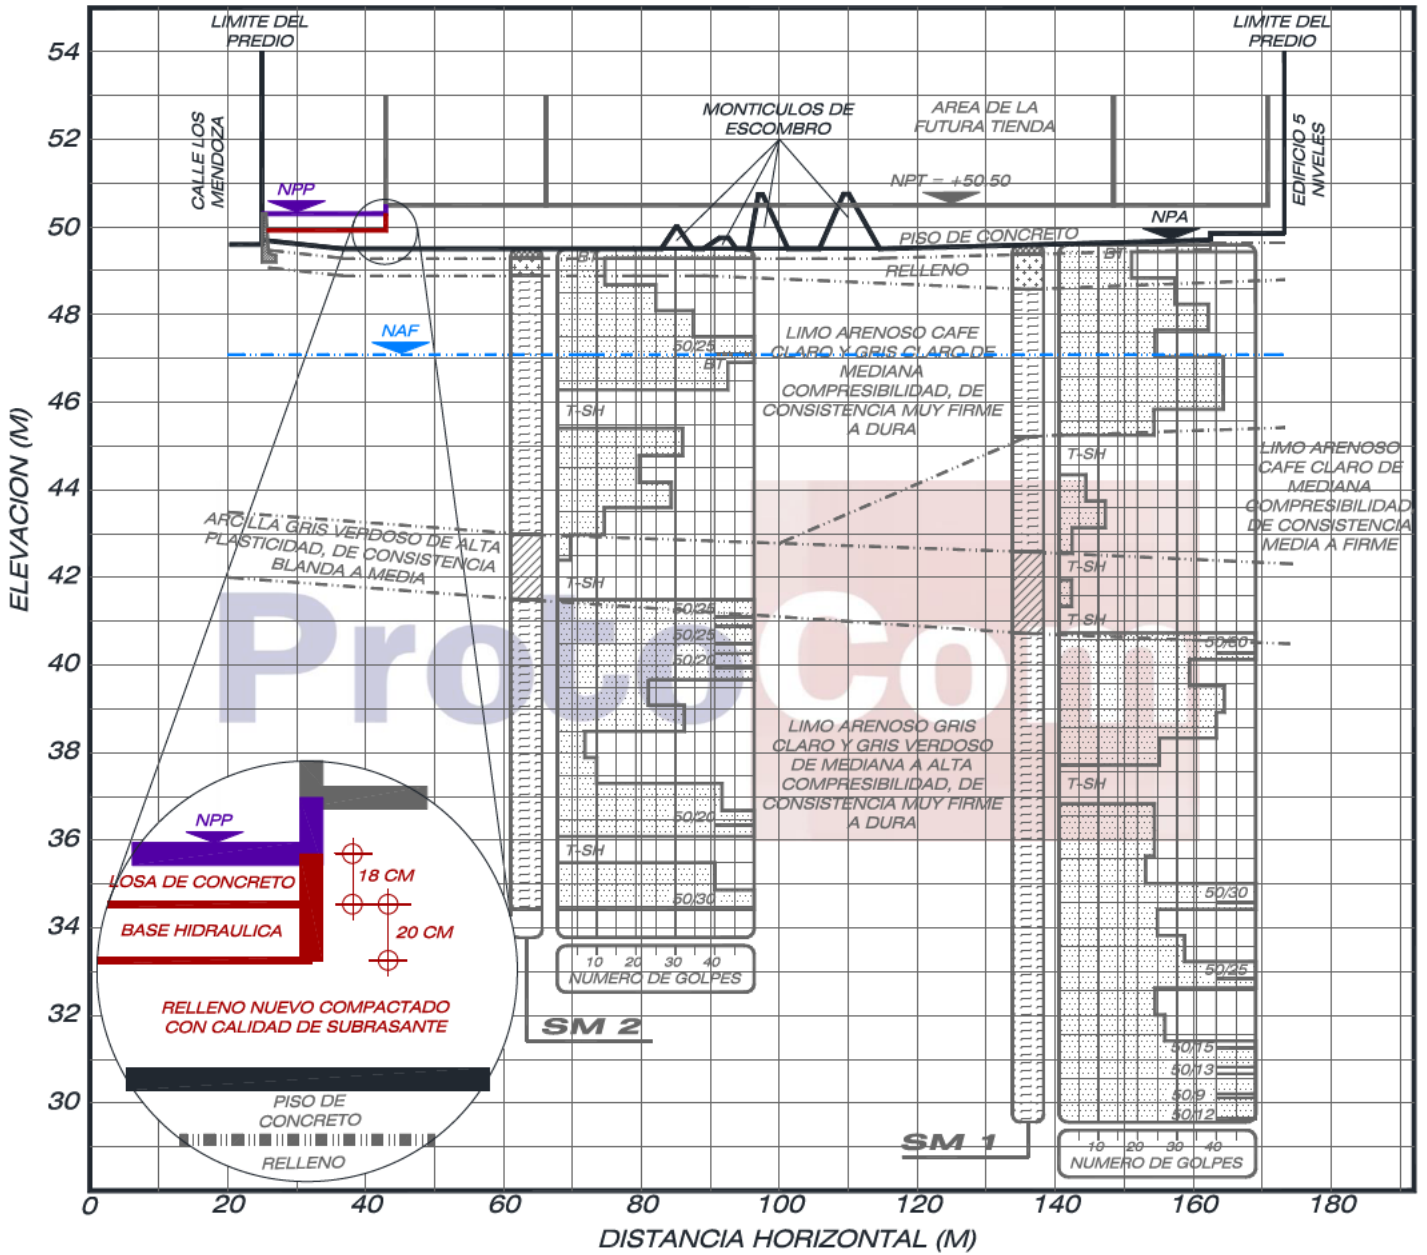 LIMITE DEL
PREDIO
LIMITE DEL
PREDIO
54
52
50
48
46
44
42
40
38
36
34
32
30
ELEVACION (M)
CALLE LOS
MENDOZA
NPP
MONTICULOS DE
ESCOMBRO
AREA DE LA
FUTURA TIENDA
NPT = +50.50
EDIFICIO 5
NIVELES
NPA
PISO DE CONCRETO
RELLENO
BT
BT
NAF
50/25
BT
LIMO ARENOSO CAFE
CLARO Y GRIS CLARO DE
MEDIANA
COMPRESIBILIDAD, DE
CONSISTENCIA MUY FIRME
A DURA
T-SH
T-SH
LIMO ARENOSO
CAFE CLARO DE
MEDIANA
COMPRESIBILIDAD
DE CONSISTENCIA
MEDIA A FIRME
ARCILLA GRIS VERDOSO DE ALTA
PLASTICIDAD, DE CONSISTENCIA
BLANDA A MEDIA
T-SH
T-SH
T-SH
ProtoCom
50/25
50/25
50/20
50/30
LIMO ARENOSO GRIS
CLARO Y GRIS VERDOSO
DE MEDIANA A ALTA
COMPRESIBILIDAD, DE
CONSISTENCIA MUY FIRME
A DURA
T-SH
50/20
T-SH
50/30
50/30
50/25
50/15
50/13
50/9
50/12
10 20 30 40
NUMERO DE GOLPES
SM 2
SM 1
10 20 30 40
NUMERO DE GOLPES
NPP
LOSA DE CONCRETO
18 CM
BASE HIDRAULICA
20 CM
RELLENO NUEVO COMPACTADO
CON CALIDAD DE SUBRASANTE
PISO DE
CONCRETO
RELLENO
0 20 40 60 80 100 120 140 160 180
DISTANCIA HORIZONTAL (M)